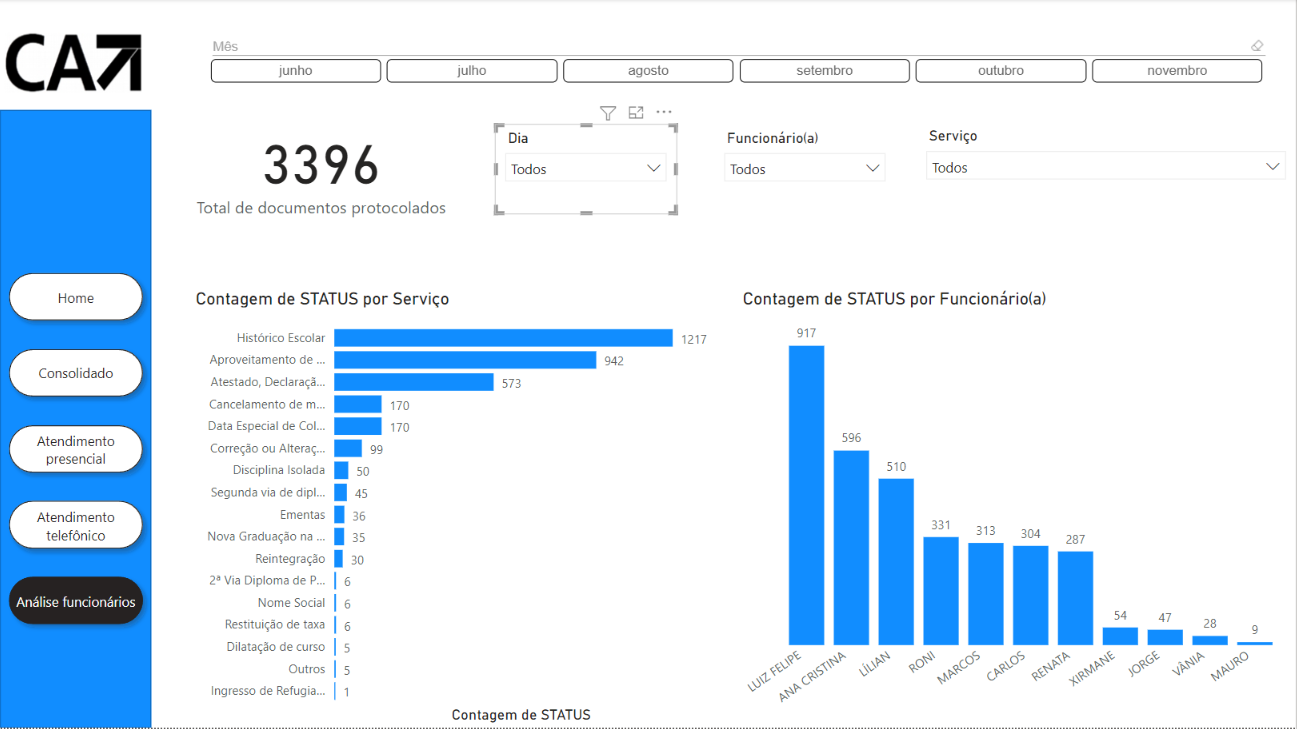 CA
Mês
junho
julho
agosto
setembro
outubro
novembro
3396
Total de documentos protocolados
Dia
Todos
Funcionário(a)
Todos
Serviço
Todos
Home
Consolidado
Atendimento
presencial
Atendimento
telefônico
Análise funcionários
Contagem de STATUS por Serviço
Histórico Escolar 1217
Aproveitamento de ... 942
Atestado, Declaraçã... 573
Cancelamento de m... 170
Data Especial de Col... 170
Correção ou Alteraç... 99
Disciplina Isolada 50
Segunda via de dipl... 45
Ementas 36
Nova Graduação na ... 35
Reintegração 30
2ª Via Diploma de P... 6
Nome Social 6
Restituição de taxa 6
Dilatação de curso 5
Outros 5
Ingresso de Refugia... 1
Contagem de STATUS
Contagem de STATUS por Funcionário(a)
917
596
510
331
313
304
287
54
47
28
9
LUIZ FELIPE
ANA CRISTINA
LÍLIAN
RONI
MARCOS
CARLOS
RENATA
XIRMANE
JORGE
VÂNIA
MAURO